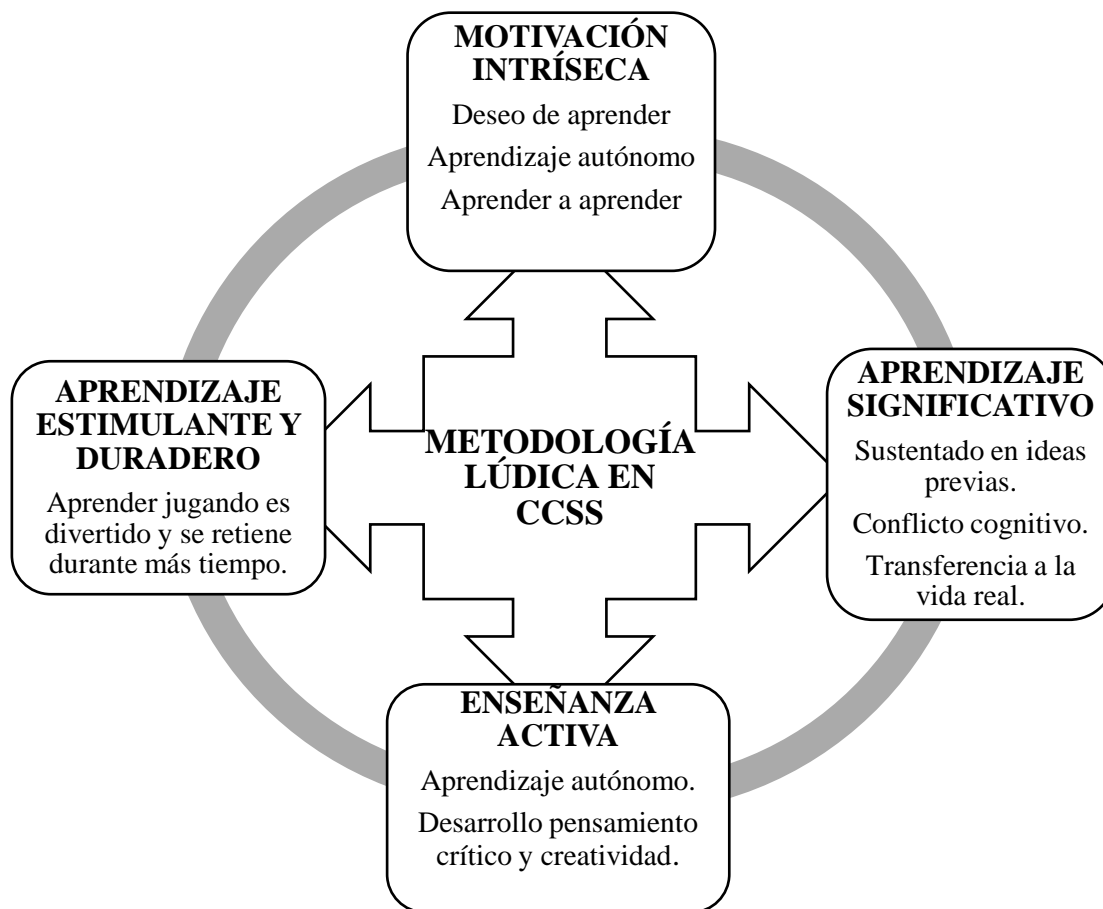 MOTIVACIÓN
INTRÍSECA
Deseo de aprender
Aprendizaje autónomo
Aprender a aprender
APRENDIZAJE
ESTIMULANTE Y
DURADERO
Aprender jugando es
divertido y se retiene
durante más tiempo.
METODOLOGÍA
LÚDICA EN
CCSS
APRENDIZAJE
SIGNIFICATIVO
Sustentado en ideas
previas.
Conflicto cognitivo.
Transferencia a la
vida real.
ENSEÑANZA
ACTIVA
Aprendizaje autónomo.
Desarrollo pensamiento
crítico y creatividad.